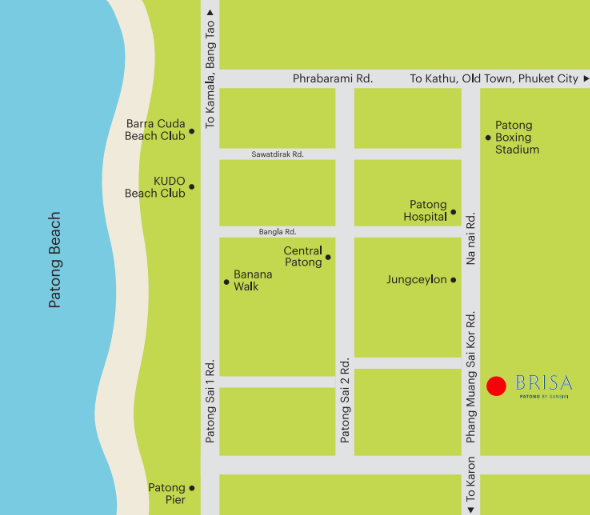 To Kamala, Bang Tao
Phrabarami Rd.
To Kathu, Old Town, Phuket City
Barra Cuda
Beach Club
Patong
Boxing
Stadium
Sawatdirak Rd.
KUDO
Beach Club
Patong
Hospital
Patong Beach
Na nai Rd.
Bangla Rd.
Central
Patong
Banana
Walk
Jungceylon
Patong Sai 1 Rd.
Patong Sai 2 Rd.
Phang Muang Sai Kor Rd.
BRISA
Patong
Pier
To Karon